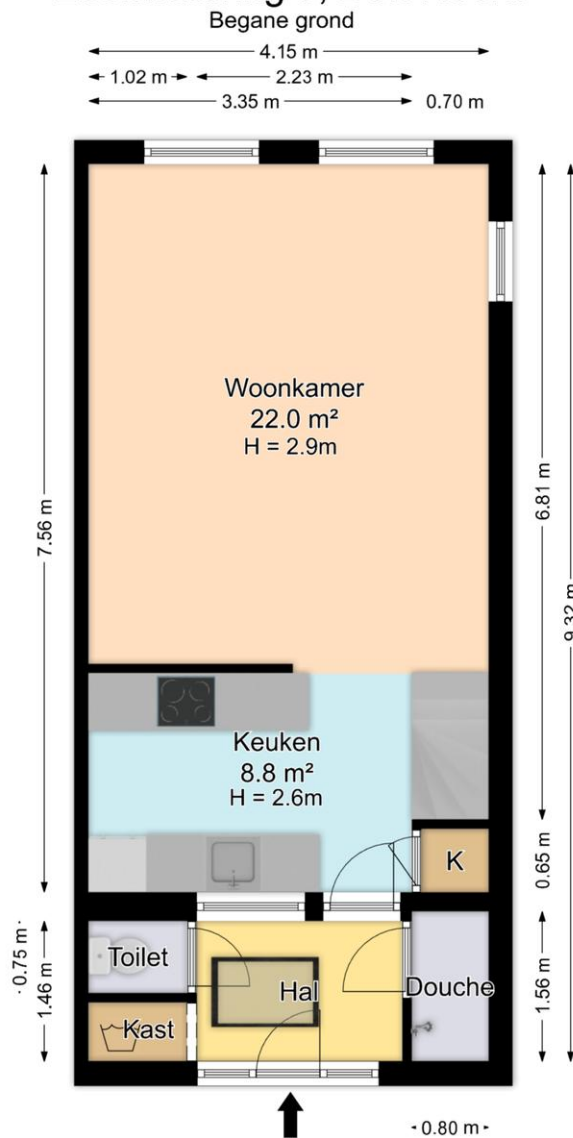 Begane grond
4.15 m
1.02 m
2.23 m
3.35 m
0.70 m
Woonkamer
22.0 m²
H = 2.9m
7.56 m
6.81 m
9.32 m
Keuken
8.8 m²
H = 2.6m
K
0.65 m
Toilet
0.75 m
1.46 m
Hal
Douche
Kast
1.56 m
0.80 m